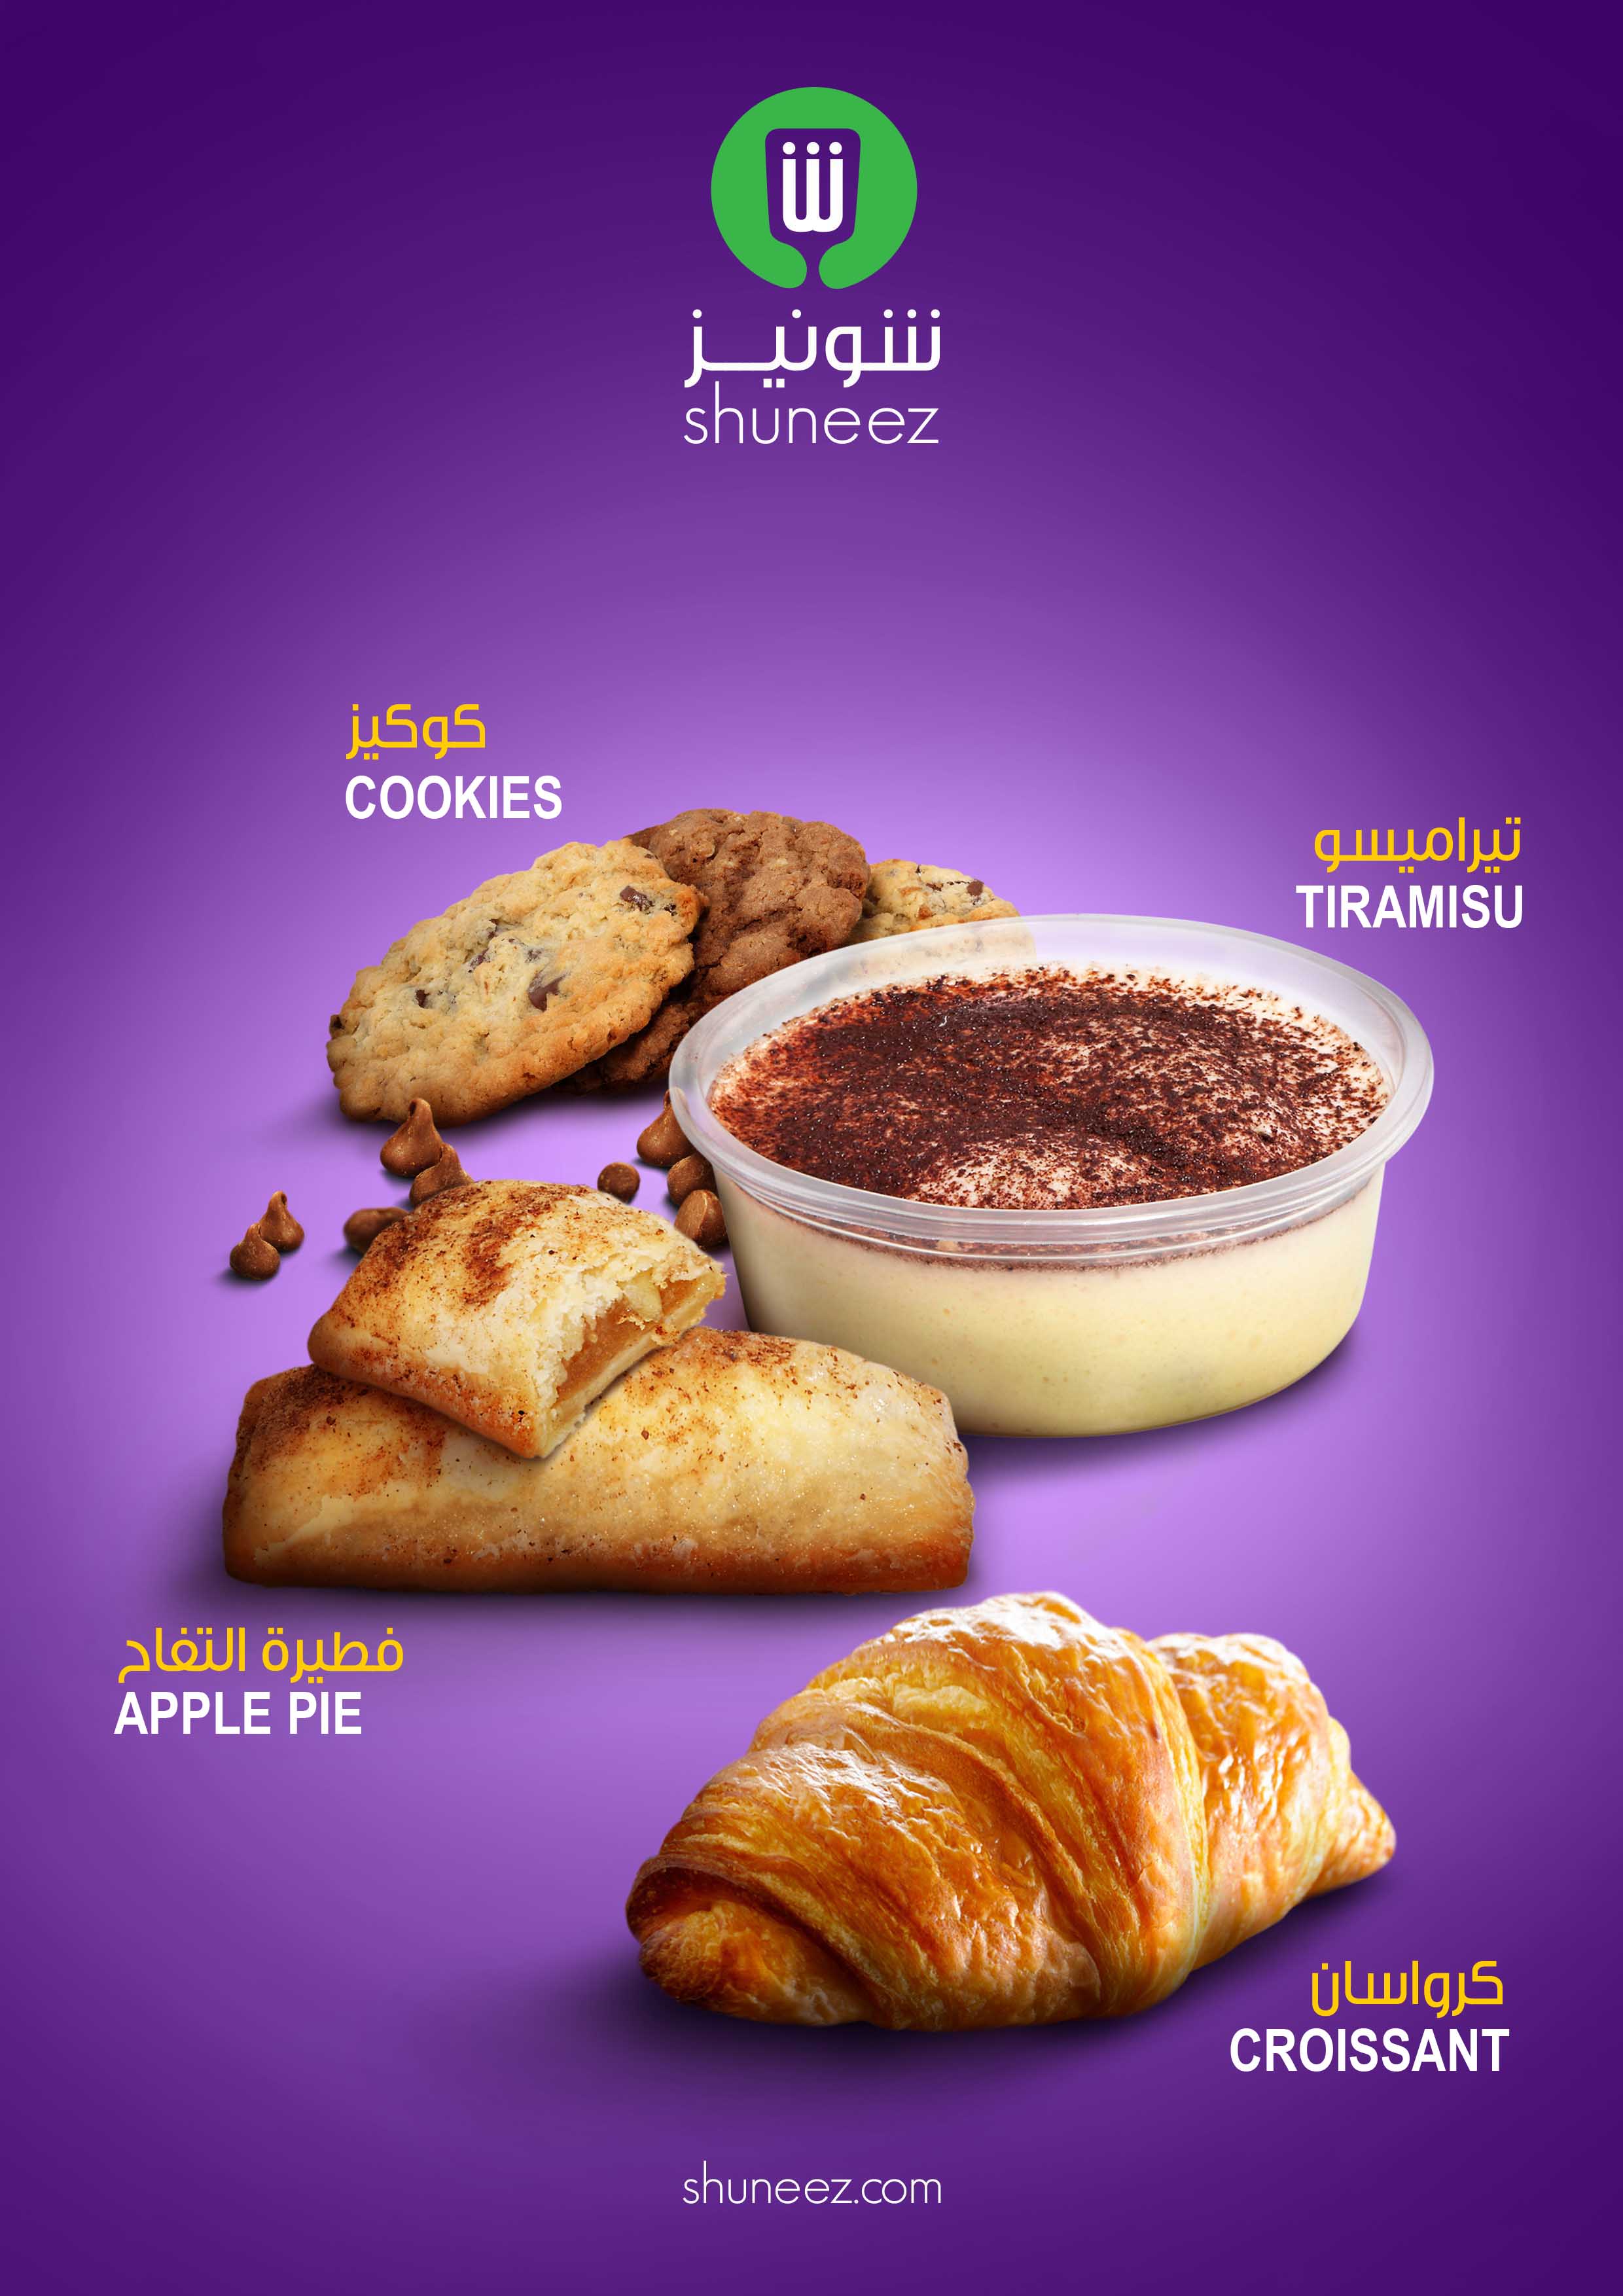 ش
شونيز
shuneez
كوكيز
COOKIES
تيراميسو
TIRAMISU
فطيرة التفاح
APPLE PIE
كرواسان
CROISSANT
shuneez.com